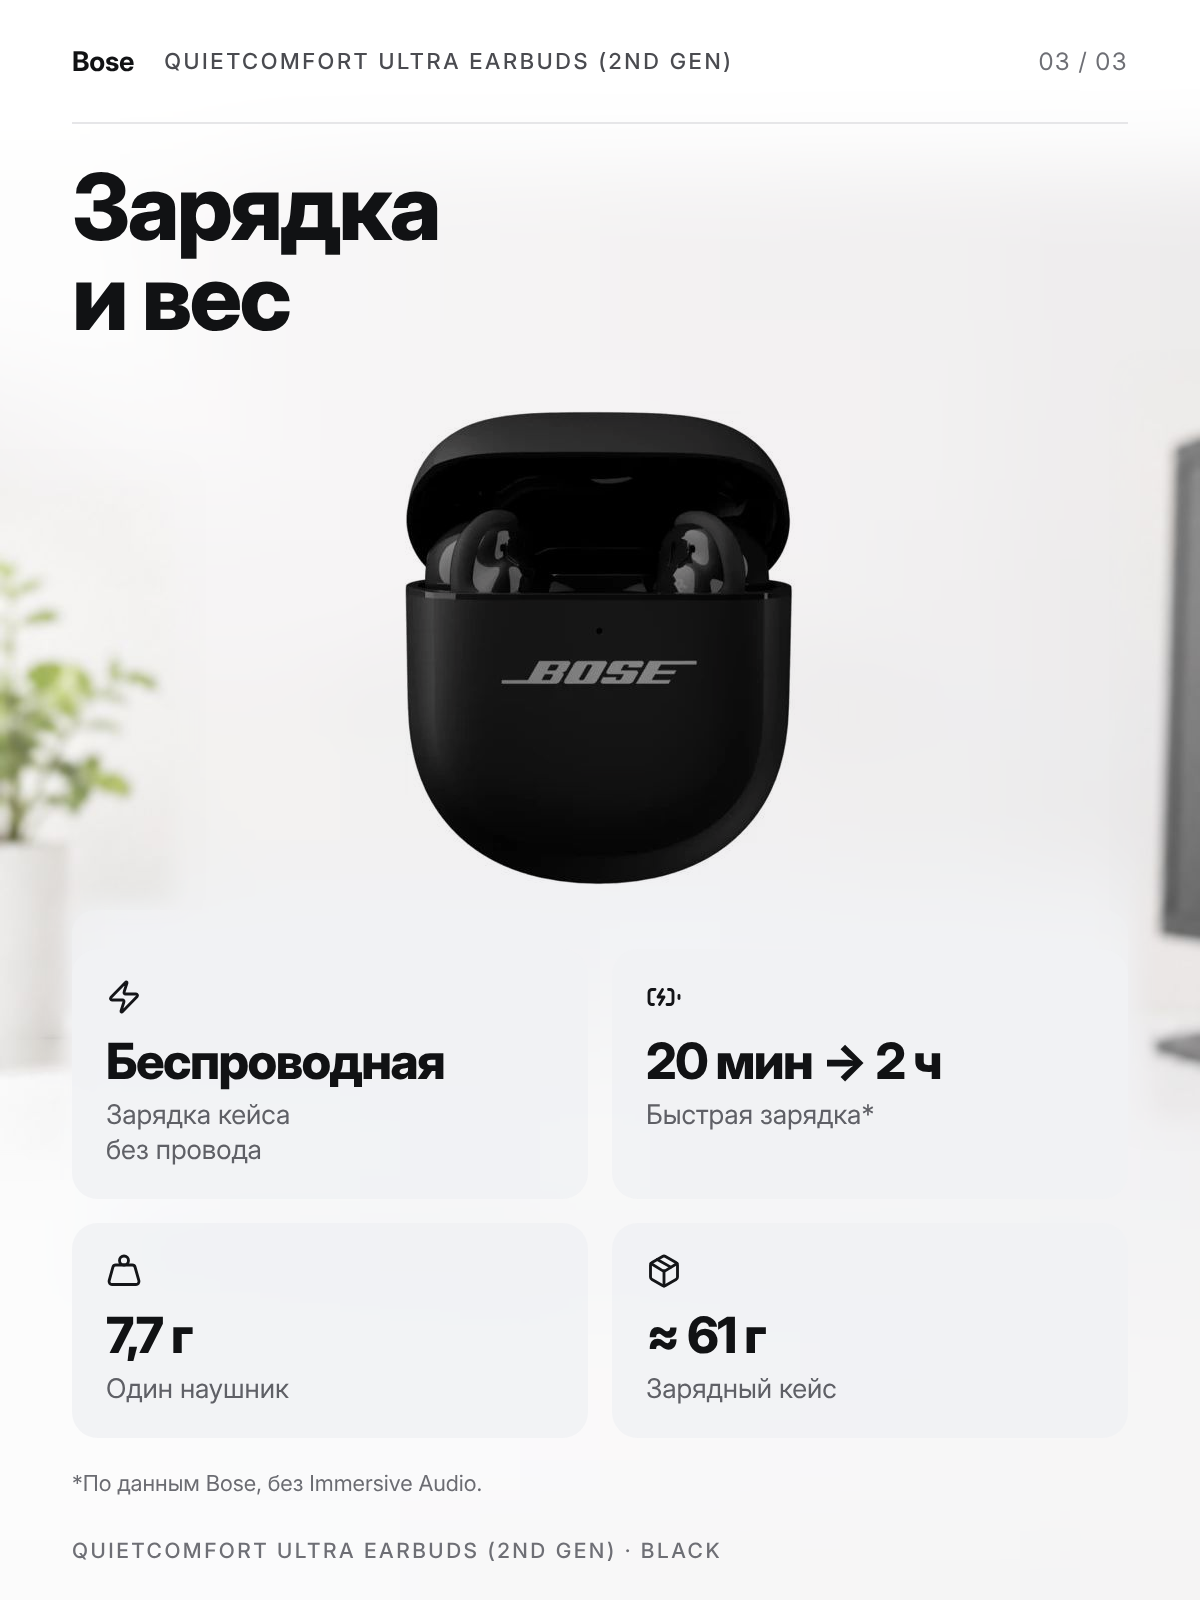 Bose QUIETCOMFORT ULTRA EARBUDS (2ND GEN) 03 / 03
Зарядка
и вес
BOSE
Беспроводная
Зарядка кейса
без провода
20 мин → 2 ч
Быстрая зарядка*
7,7 г
Один наушник
≈ 61 г
Зарядный кейс
*По данным Bose, без Immersive Audio.
QUIETCOMFORT ULTRA EARBUDS (2ND GEN) · BLACK